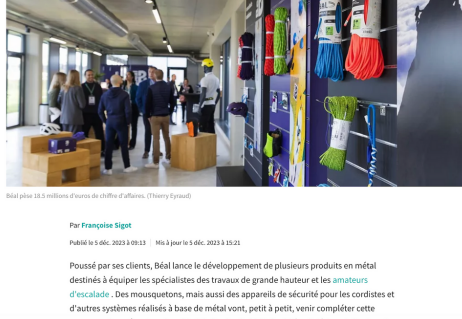 Béal pèse 18.5 millions d'euros de chiffre d'affaires. (Thierry Eyraud)
Par Françoise Sigot
Publié le 5 déc. 2023 à 09:13 | Mis à jour le 5 déc. 2023 à 15:21
Poussé par ses clients, Béal lance le développement de plusieurs produits en métal
destinés à équiper les spécialistes des travaux de grande hauteur et les amateurs
d'escalade . Des mousquetons, mais aussi des appareils de sécurité pour les cordistes et
d'autres systèmes réalisés à base de métal vont, petit à petit, venir compléter cette